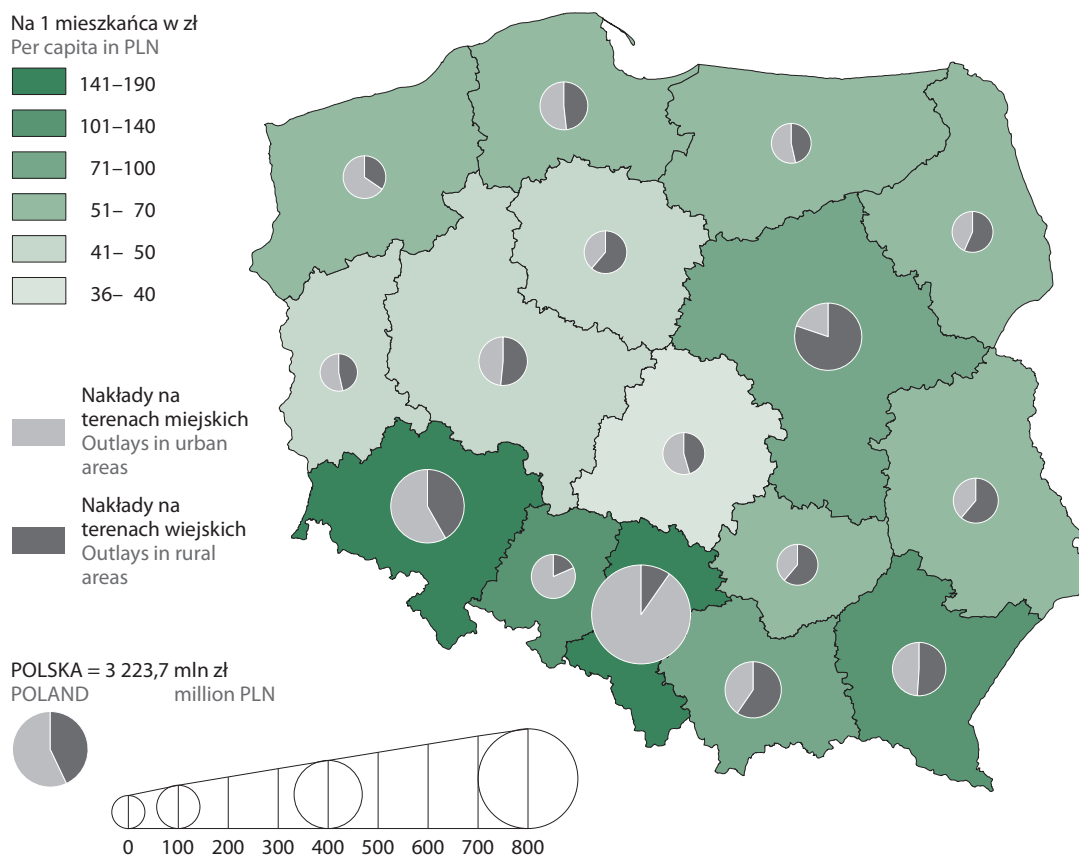 Na 1 mieszkańca w zł
Per capita in PLN
141–190
101–140
71–100
51– 70
41– 50
36– 40
Nakłady na
terenach miejskich
Outlays in urban
areas
Nakłady na
terenach wiejskich
Outlays in rural
areas
POLSKA = 3 223,7 mln zł
POLAND million PLN
0 100 200 300 400 500 600 700 800